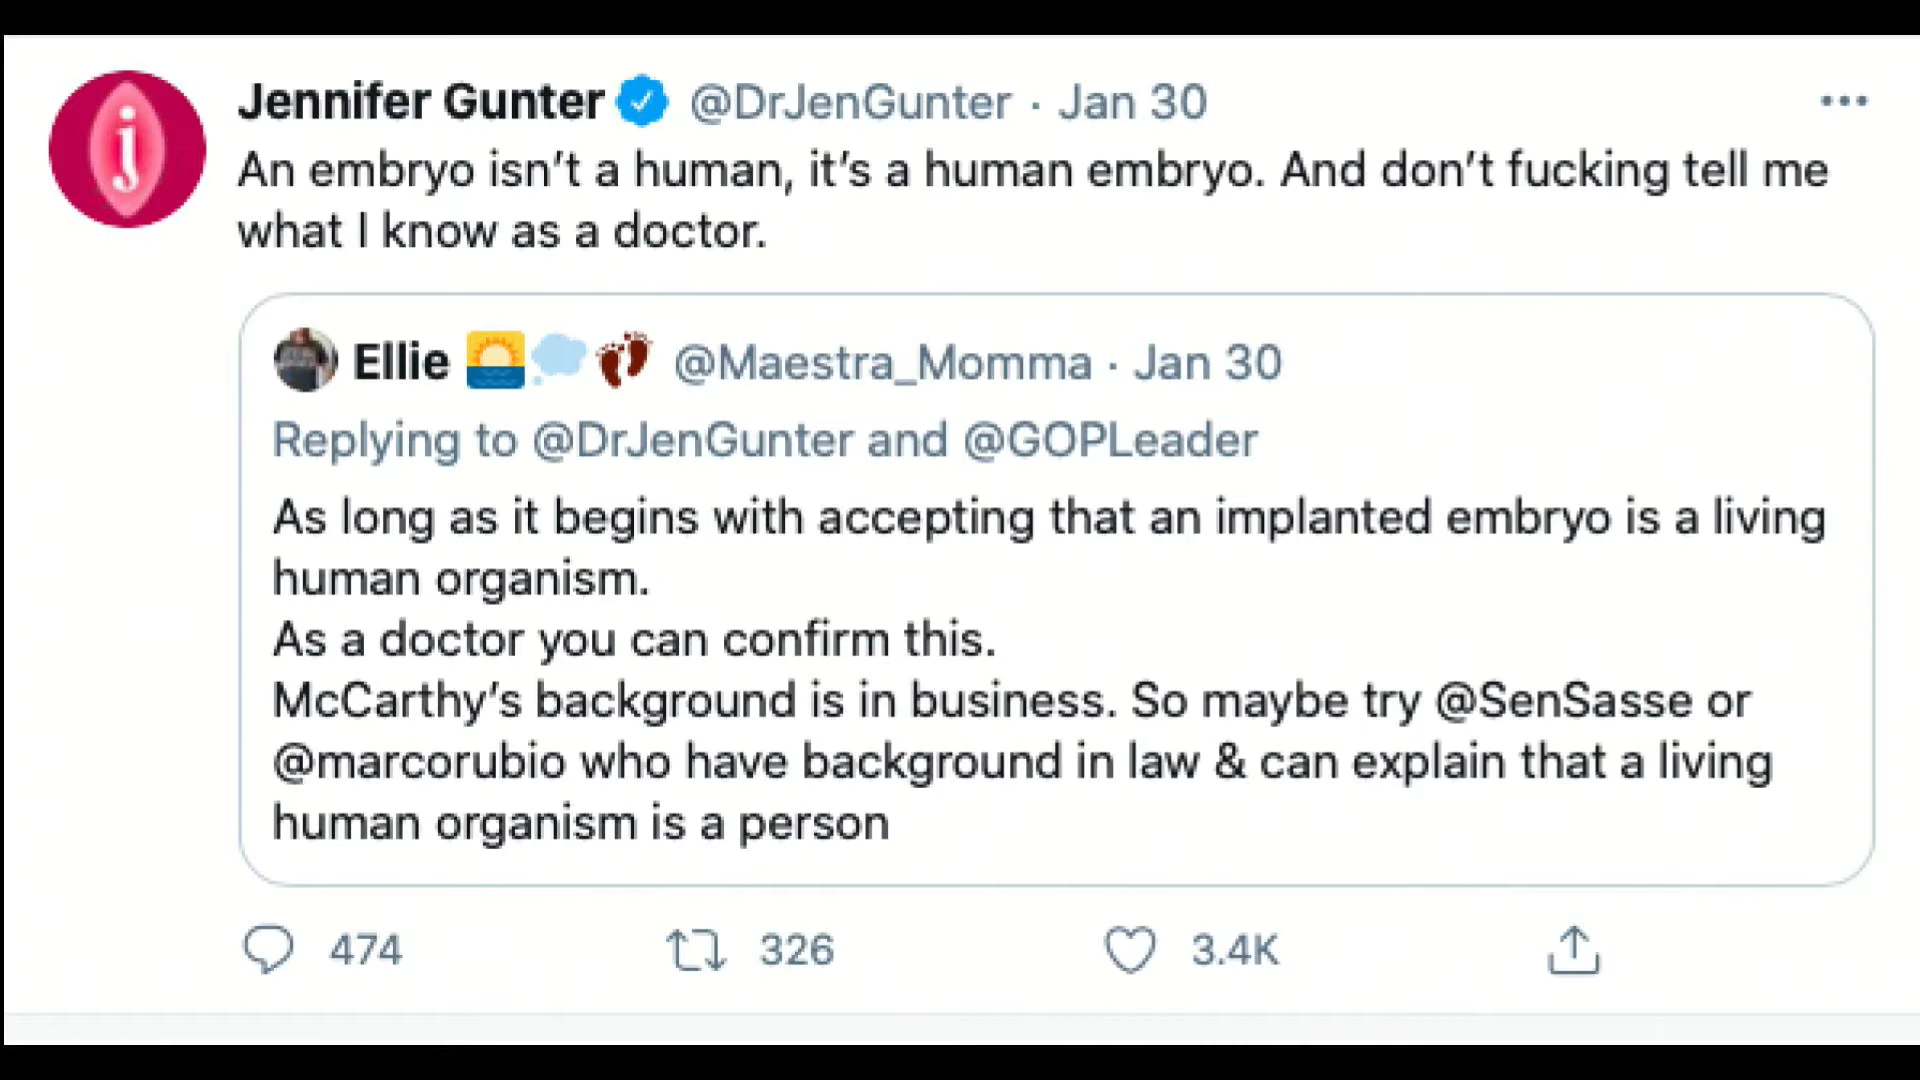 Jennifer Gunter @DrJenGunter · Jan 30
An embryo isn't a human, it's a human embryo. And don't fucking tell me
what I know as a doctor.
Ellie @Maestra_Momma · Jan 30
Replying to @DrJenGunter and @GOPLeader
As long as it begins with accepting that an implanted embryo is a living
human organism.
As a doctor you can confirm this.
McCarthy's background is in business. So maybe try @SenSasse or
@marcorubio who have background in law & can explain that a living
human organism is a person
474 326 3.4K